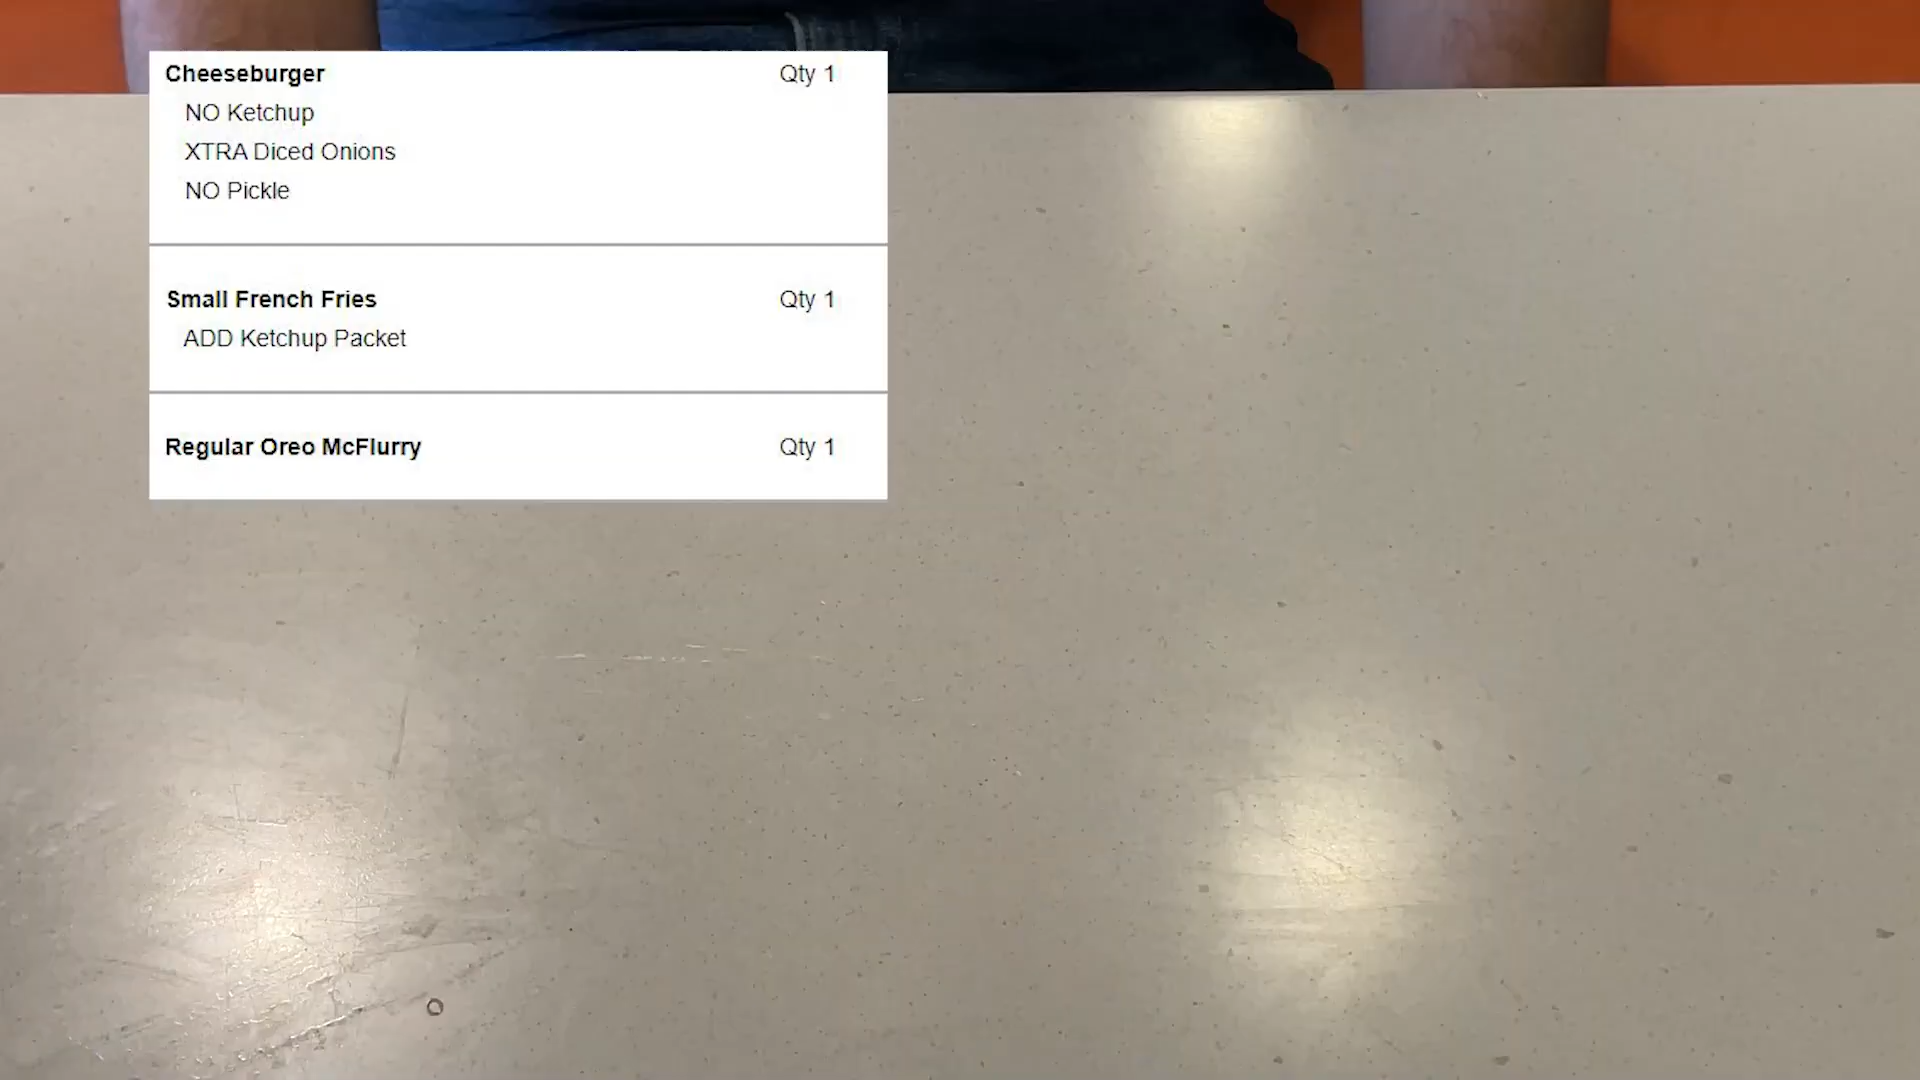 Cheeseburger Qty 1
NO Ketchup
XTRA Diced Onions
NO Pickle
Small French Fries Qty 1
ADD Ketchup Packet
Regular Oreo McFlurry Qty 1